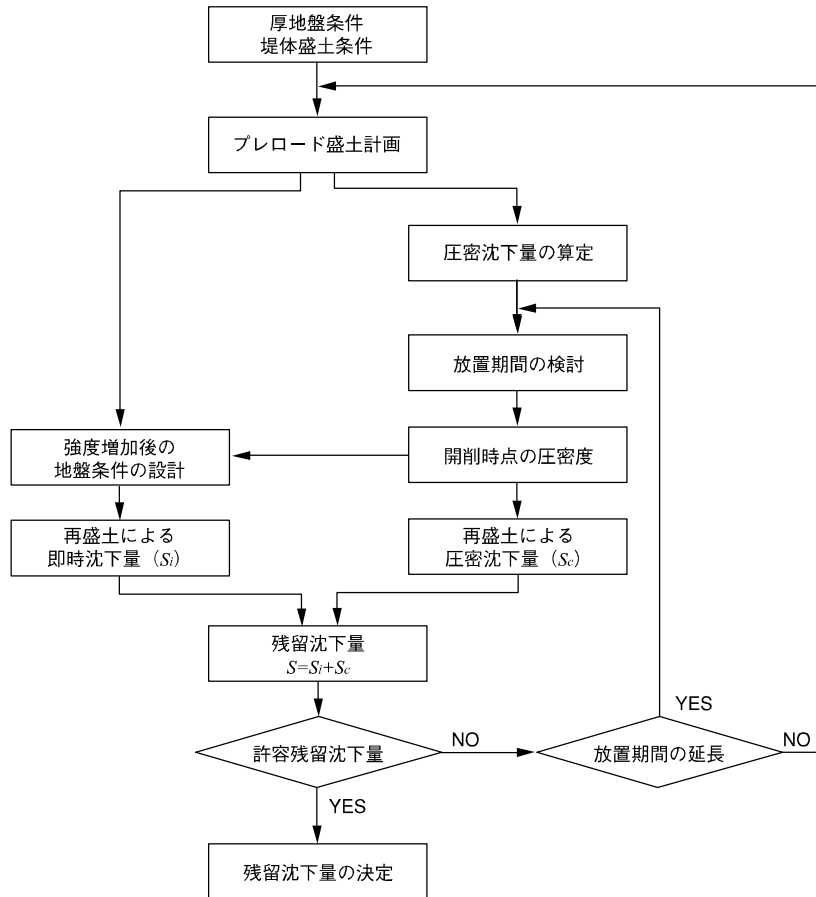 厚地盤条件
堤体盛土条件
プレロード盛土計画
圧密沈下量の算定
放置期間の検討
強度増加後の
地盤条件の設計
開削時点の圧密度
再盛土による
即時沈下量（Si）
再盛土による
圧密沈下量（Sc）
残留沈下量
S=Si+Sc
許容残留沈下量
NO
放置期間の延長
YES
NO
YES
残留沈下量の決定